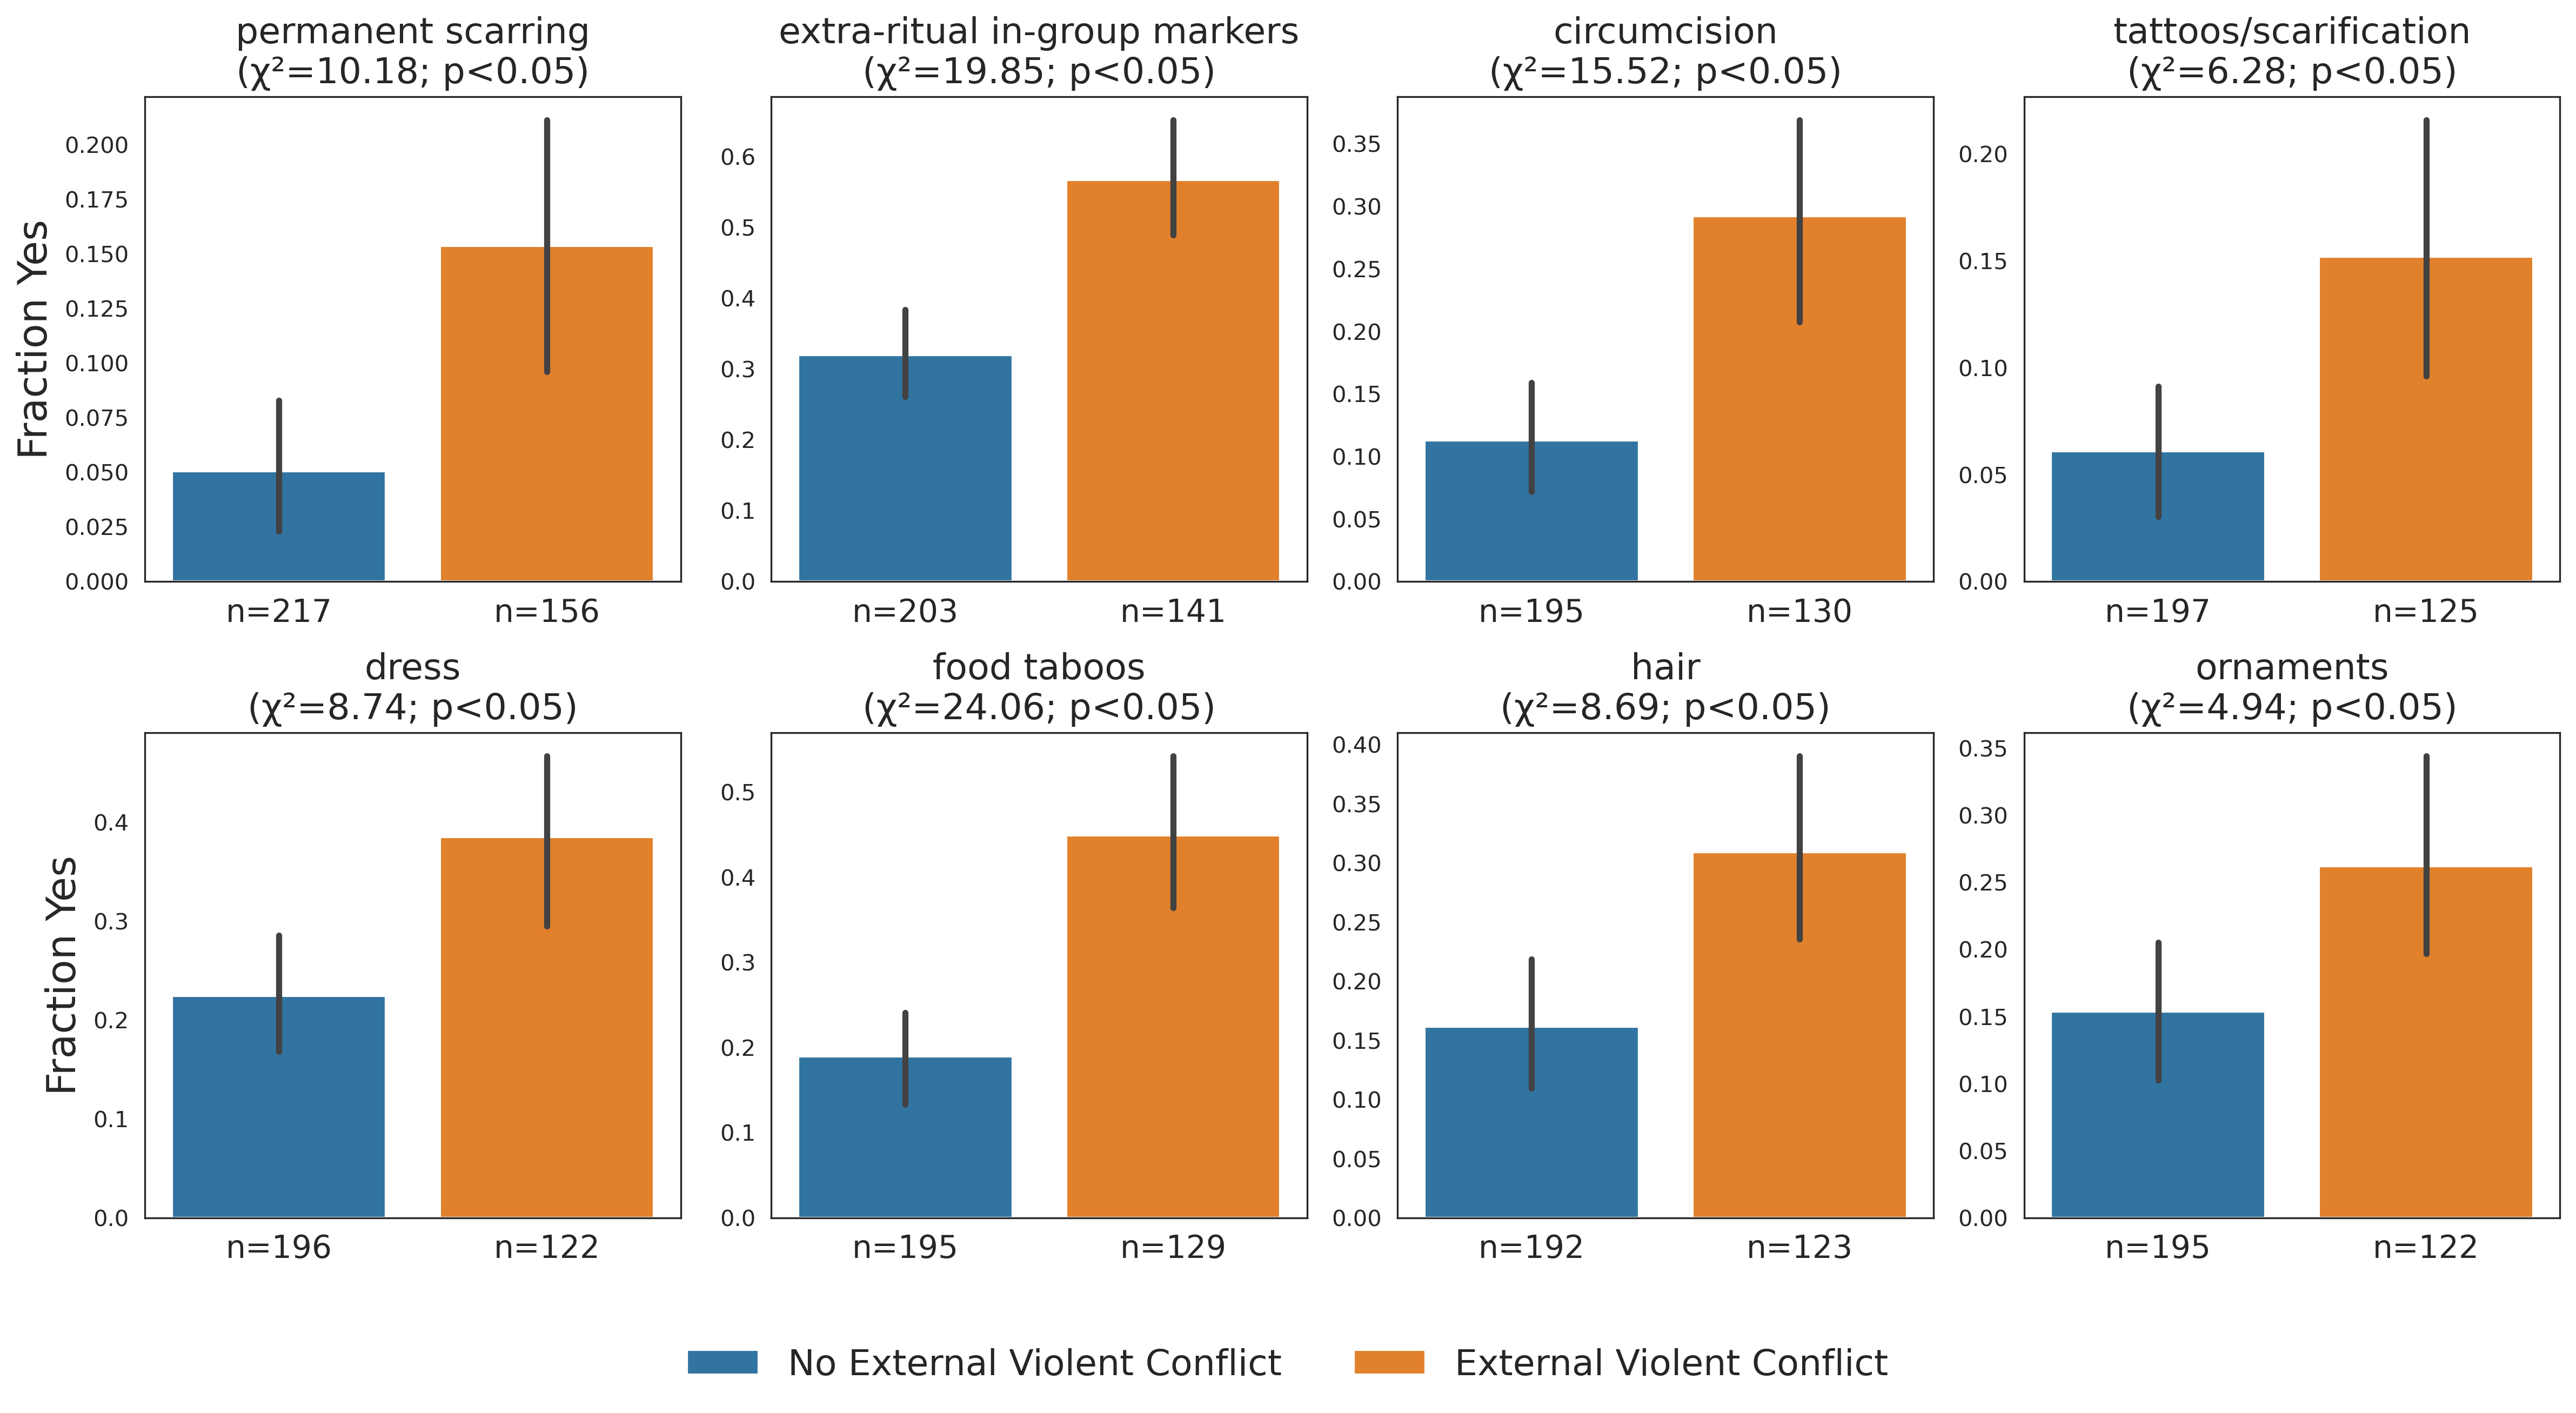 permanent scarring
(χ²=10.18; p<0.05)
extra-ritual in-group markers
(χ²=19.85; p<0.05)
circumcision
(χ²=15.52; p<0.05)
tattoos/scarification
(χ²=6.28; p<0.05)
Fraction Yes
0.200
0.175
0.150
0.125
0.100
0.075
0.050
0.025
0.000
n=217
n=156
0.6
0.5
0.4
0.3
0.2
0.1
0.0
n=203
n=141
0.35
0.30
0.25
0.20
0.15
0.10
0.05
0.00
n=195
n=130
0.20
0.15
0.10
0.05
0.00
n=197
n=125
dress
(χ²=8.74; p<0.05)
food taboos
(χ²=24.06; p<0.05)
hair
(χ²=8.69; p<0.05)
ornaments
(χ²=4.94; p<0.05)
Fraction Yes
0.4
0.3
0.2
0.1
0.0
n=196
n=122
0.5
0.4
0.3
0.2
0.1
0.0
n=195
n=129
0.40
0.35
0.30
0.25
0.20
0.15
0.10
0.05
0.00
n=192
n=123
0.35
0.30
0.25
0.20
0.15
0.10
0.05
0.00
n=195
n=122
No External Violent Conflict
External Violent Conflict